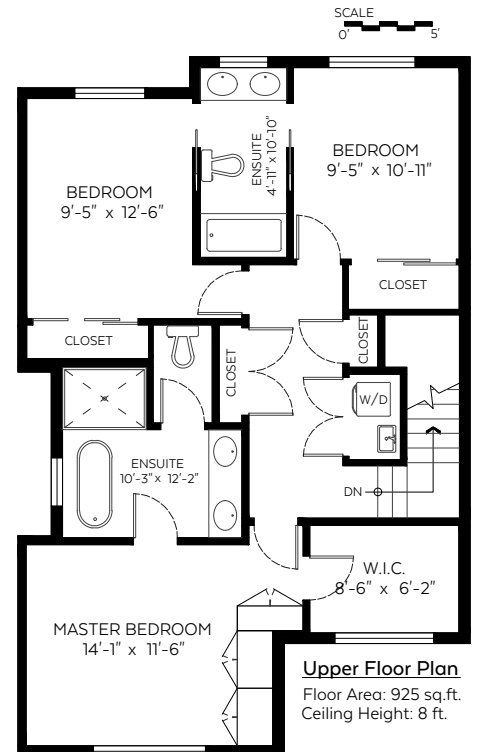 SCALE
0' 5'
ENSUITE
4'-11" x 10'-10"
BEDROOM
9'-5" x 10'-11"
BEDROOM
9'-5" x 12'-6"
CLOSET
CLOSET
CLOSET
CLOSET
W/D
ENSUITE
10'-3" x 12'-2"
DN
W.I.C.
8'-6" x 6'-2"
MASTER BEDROOM
14'-1" x 11'-6"
Upper Floor Plan
Floor Area: 925 sq.ft.
Ceiling Height: 8 ft.